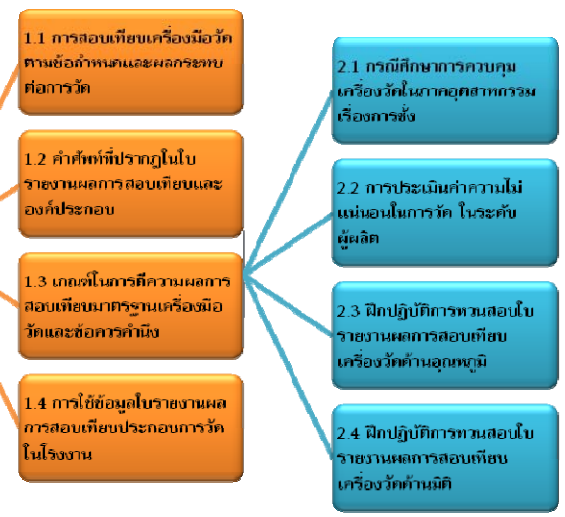 1.1 การสอบเทียบเครื่องมือวัด
ตามข้อกำหนดและผลกระทบ
ต่อการวัด
1.2 คำศัพท์ที่ปรากฏในใบ
รายงานผลการสอบเทียบและ
องค์ประกอบ
1.3 เกณฑ์ในการตีความผลการ
สอบเทียบมาตรฐานเครื่องมือ
วัดและข้อควรคำนึง
1.4 การใช้ข้อมูลใบรายงานผล
การสอบเทียบประกอบการวัด
ในโรงงาน
2.1 กรณีศึกษาการควบคุม
เครื่องวัดในภาคอุตสาหกรรม
เรื่องการชั่ง
2.2 การประเมินค่าความไม่
แน่นอนในการวัด ในระดับ
ผู้ผลิต
2.3 ฝึกปฏิบัติการทวนสอบใบ
รายงานผลการสอบเทียบ
เครื่องวัดด้านอุณหภูมิ
2.4 ฝึกปฏิบัติการทวนสอบใบ
รายงานผลการสอบเทียบ
เครื่องวัดด้านมิติ